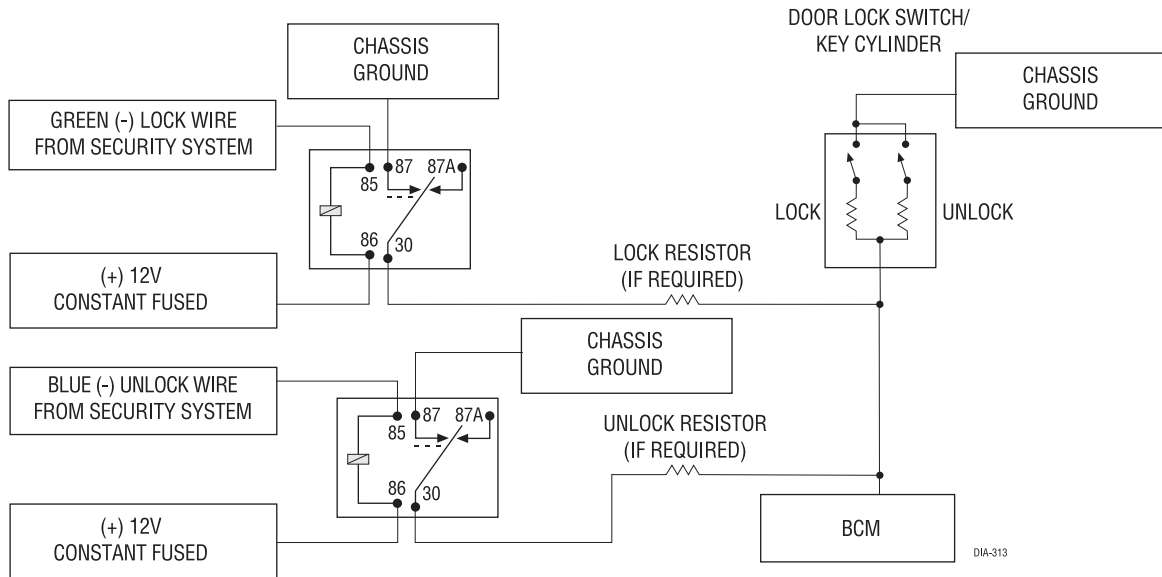 DOOR LOCK SWITCH/
KEY CYLINDER
CHASSIS
GROUND
CHASSIS
GROUND
GREEN (-) LOCK WIRE
FROM SECURITY SYSTEM
87 87A
85
86
30
LOCK
UNLOCK
(+) 12V
CONSTANT FUSED
LOCK RESISTOR
(IF REQUIRED)
CHASSIS
GROUND
BLUE (-) UNLOCK WIRE
FROM SECURITY SYSTEM
87 87A
85
86
30
UNLOCK RESISTOR
(IF REQUIRED)
(+) 12V
CONSTANT FUSED
BCM
DIA-313